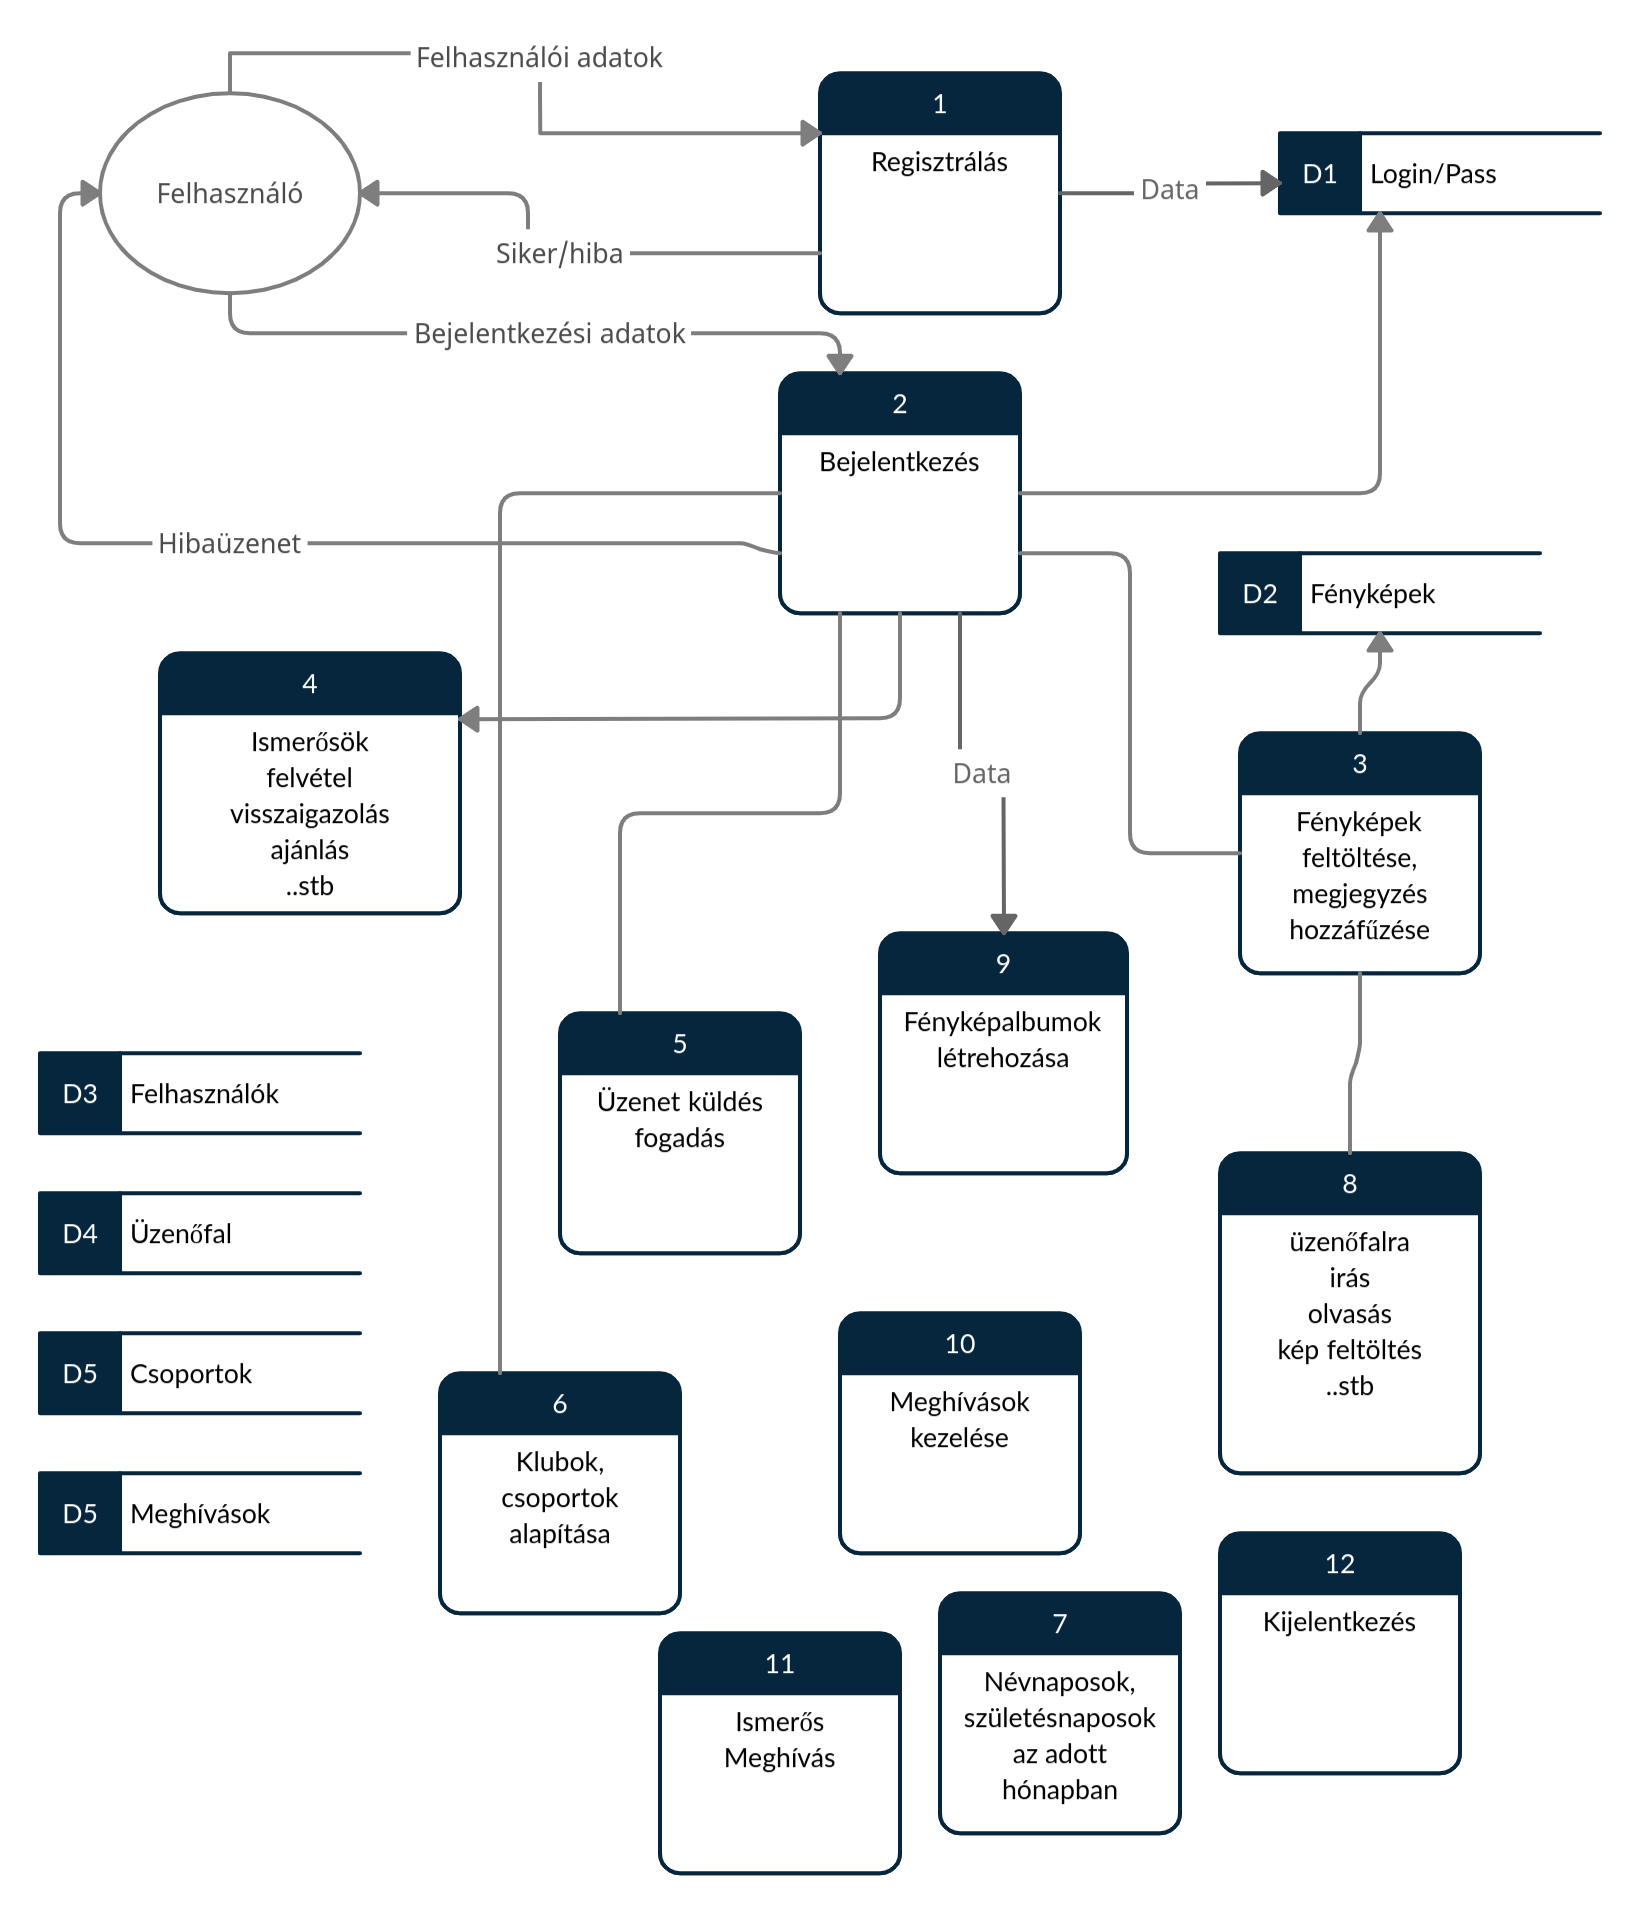 Felhasználói adatok
1
Regisztrálás
D1
Login/Pass
Data
Felhasználó
Siker/hiba
Bejelentkezési adatok
2
Bejelentkezés
Hibaüzenet
D2
Fényképek
4
Ismerősök
felvétel
visszaigazolás
ajánlás
..stb
Data
3
Fényképek
feltöltése,
megjegyzés
hozzáfűzése
9
Fényképalbumok
létrehozása
5
Üzenet küldés
fogadás
D3
Felhasználók
D4
Üzenőfal
D5
Csoportok
D5
Meghívások
8
üzenőfalra
irás
olvasás
kép feltöltés
..stb
10
Meghívások
kezelése
6
Klubok,
csoportok
alapítása
12
Kijelentkezés
7
Névnaposok,
születésnaposok
az adott
hónapban
11
Ismerős
Meghívás